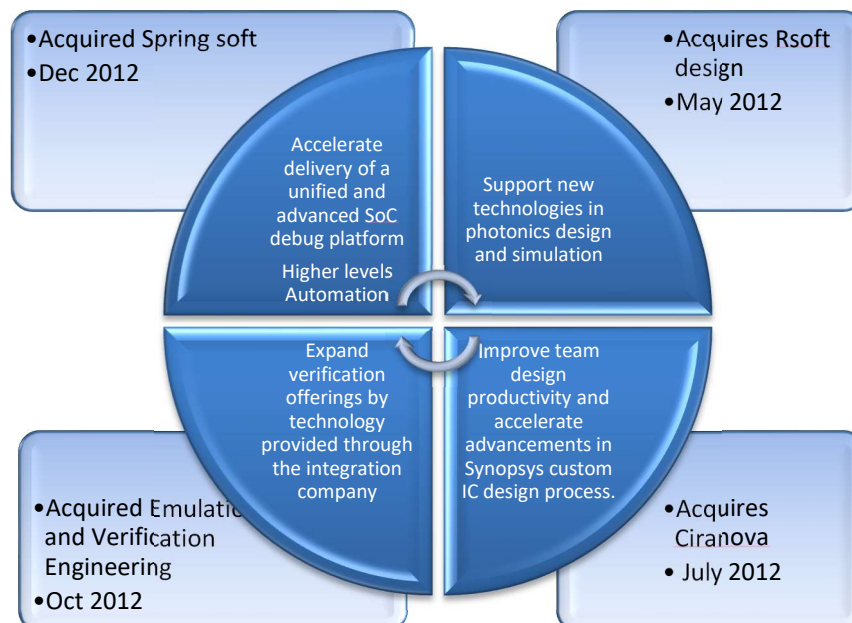 •Acquired Spring soft
•Dec 2012
•Acquires Rsoft
design
•May 2012
Accelerate
delivery of a
unified and
advanced SoC
debug platform
Higher levels
Automation
Support new
technologies in
photonics design
and simulation
Expand
verification
offerings by
technology
provided through
the integration
company
Improve team
design
productivity and
accelerate
advancements in
Synopsys custom
IC design process.
•Acquired Emulatio
and Verification
Engineering
•Oct 2012
•Acquires
Ciranova
• July 2012